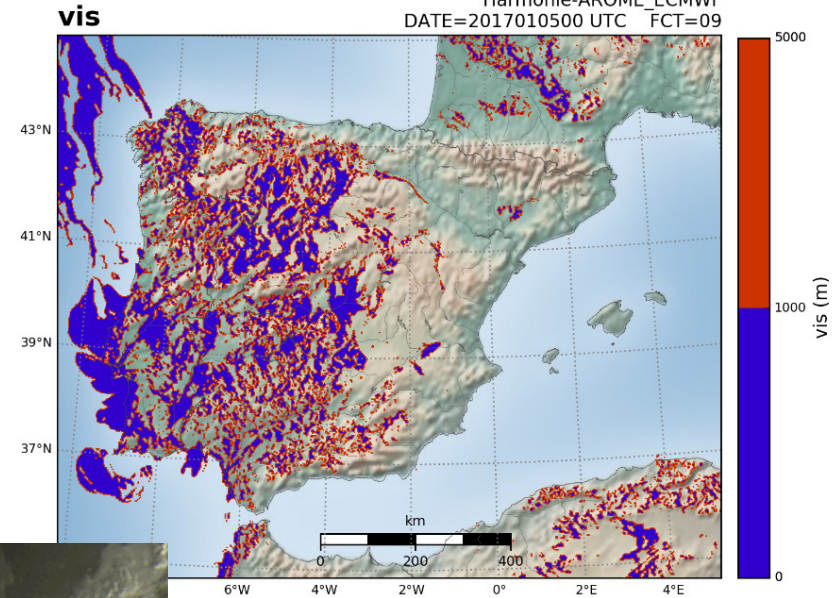 Harmonie-AROME_ECMWF
vis
DATE=2017010500 UTC FCT=09
5000
43°N
41°N
1000
vis (m)
39°N
37°N
km
0 200 400
0
6°W 4°W 2°W 0° 2°E 4°E